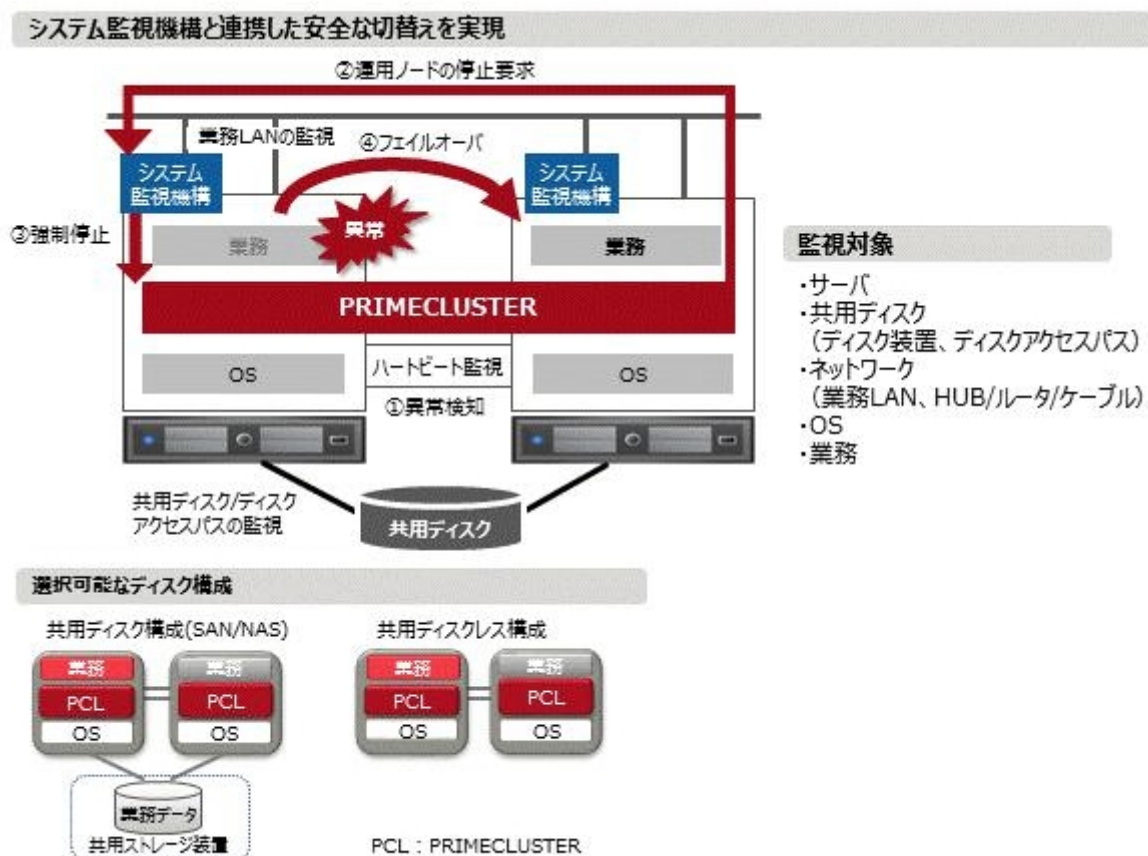 システム監視機構と連携した安全な切替えを実現
②運用ノードの停止要求
業務LANの監視
④フェイルオーバ
システム
監視機構
システム
監視機構
③強制停止
異常
業務
業務
PRIMECLUSTER
OS
ハートビート監視
OS
①異常検知
共用ディスク/ディスク
アクセスパスの監視
共用ディスク
監視対象
・サーバ
・共用ディスク
（ディスク装置、ディスクアクセスパス）
・ネットワーク
（業務LAN、HUB/ルータ/ケーブル）
・OS
・業務
選択可能なディスク構成
共用ディスク構成(SAN/NAS)
業務
業務
PCL
PCL
OS
OS
業務データ
共用ストレージ装置
共用ディスクレス構成
業務
業務
PCL
PCL
OS
OS
PCL：PRIMECLUSTER